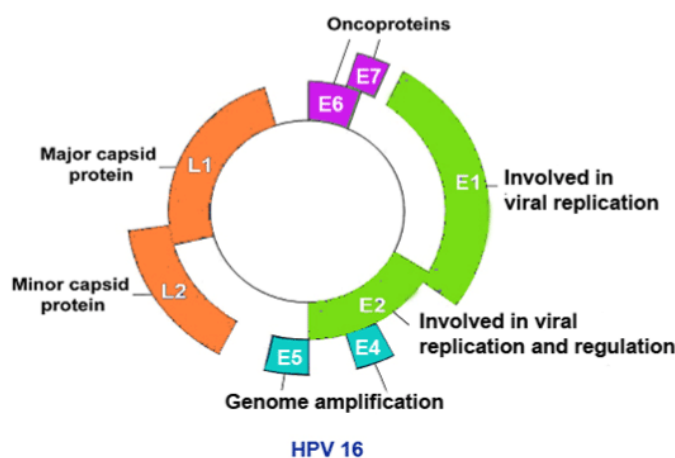 Oncoproteins
E7
E6
L1
Major capsid
protein
E1
Involved in
viral replication
L2
Minor capsid
protein
E2
Involved in viral
replication and regulation
E5
E4
Genome amplification
HPV 16